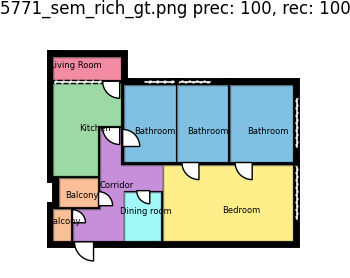 5771_sem_rich_gt.png prec: 100, rec: 100
Living Room
Kitchen
Bathroom Bathroom Bathroom
Corridor
Balcony
Dining room
Bedroom
Balcony